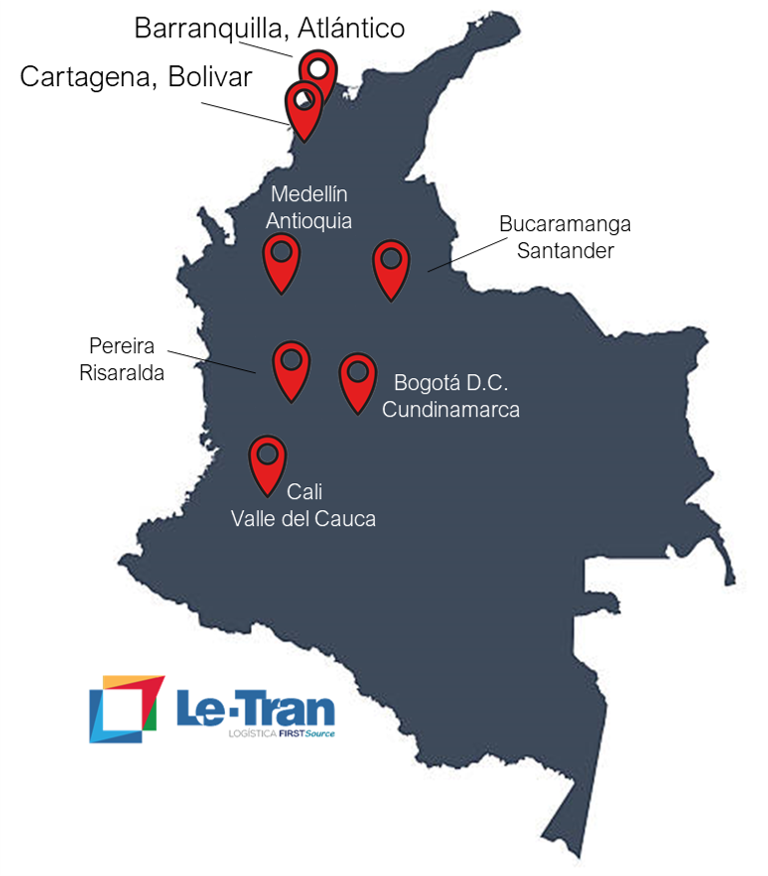 Barranquilla, Atlántico
Cartagena, Bolivar
Medellín
Antioquia
Bucaramanga
Santander
Pereira
Risaralda
Bogotá D.C.
Cundinamarca
Cali
Valle del Cauca
Le-Tran
LOGÍSTICA FIRSTSource